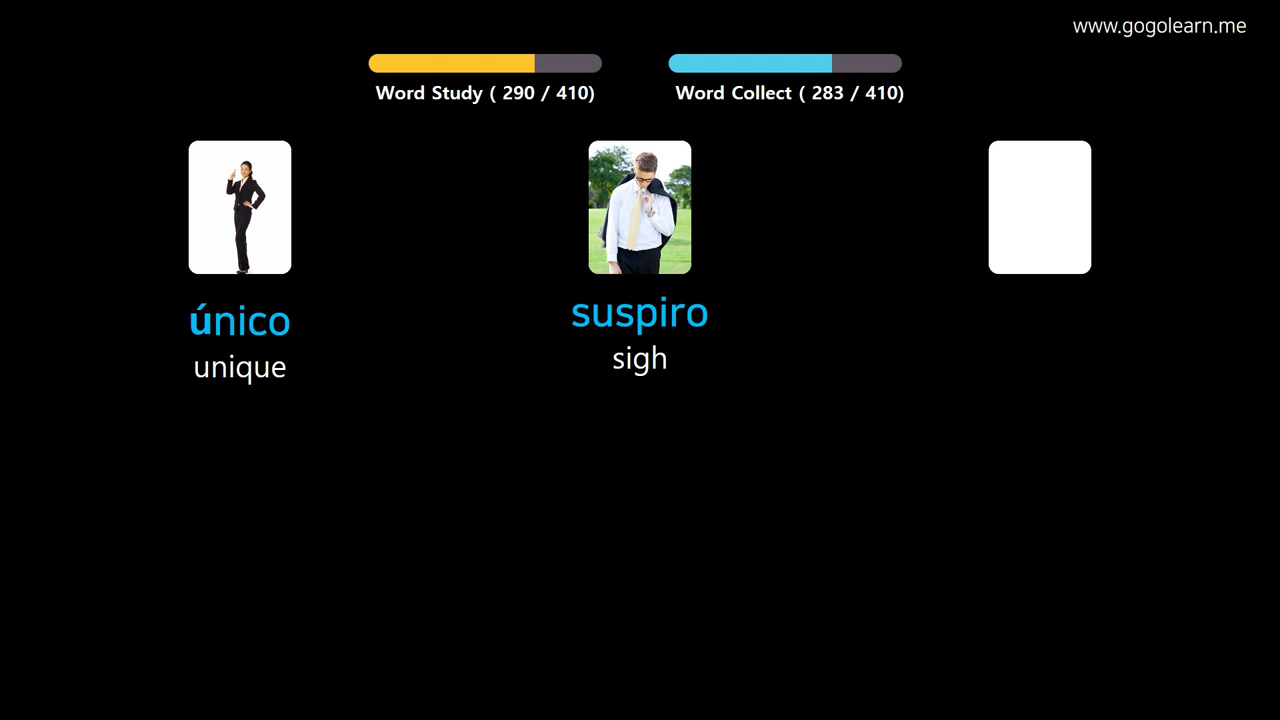 www.gogolearn.me
Word Study ( 290 / 410)
Word Collect ( 283 / 410)
único
unique
suspiro
sigh